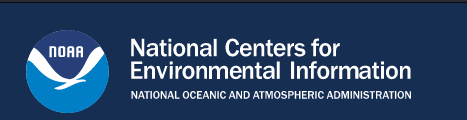 NOAA
National Centers for
Environmental Information
NATIONAL OCEANIC AND ATMOSPHERIC ADMINISTRATION